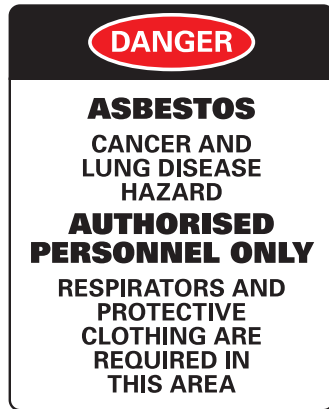 DANGER
ASBESTOS
CANCER AND
LUNG DISEASE
HAZARD
AUTHORISED
PERSONNEL ONLY
RESPIRATORS AND
PROTECTIVE
CLOTHING ARE
REQUIRED IN
THIS AREA